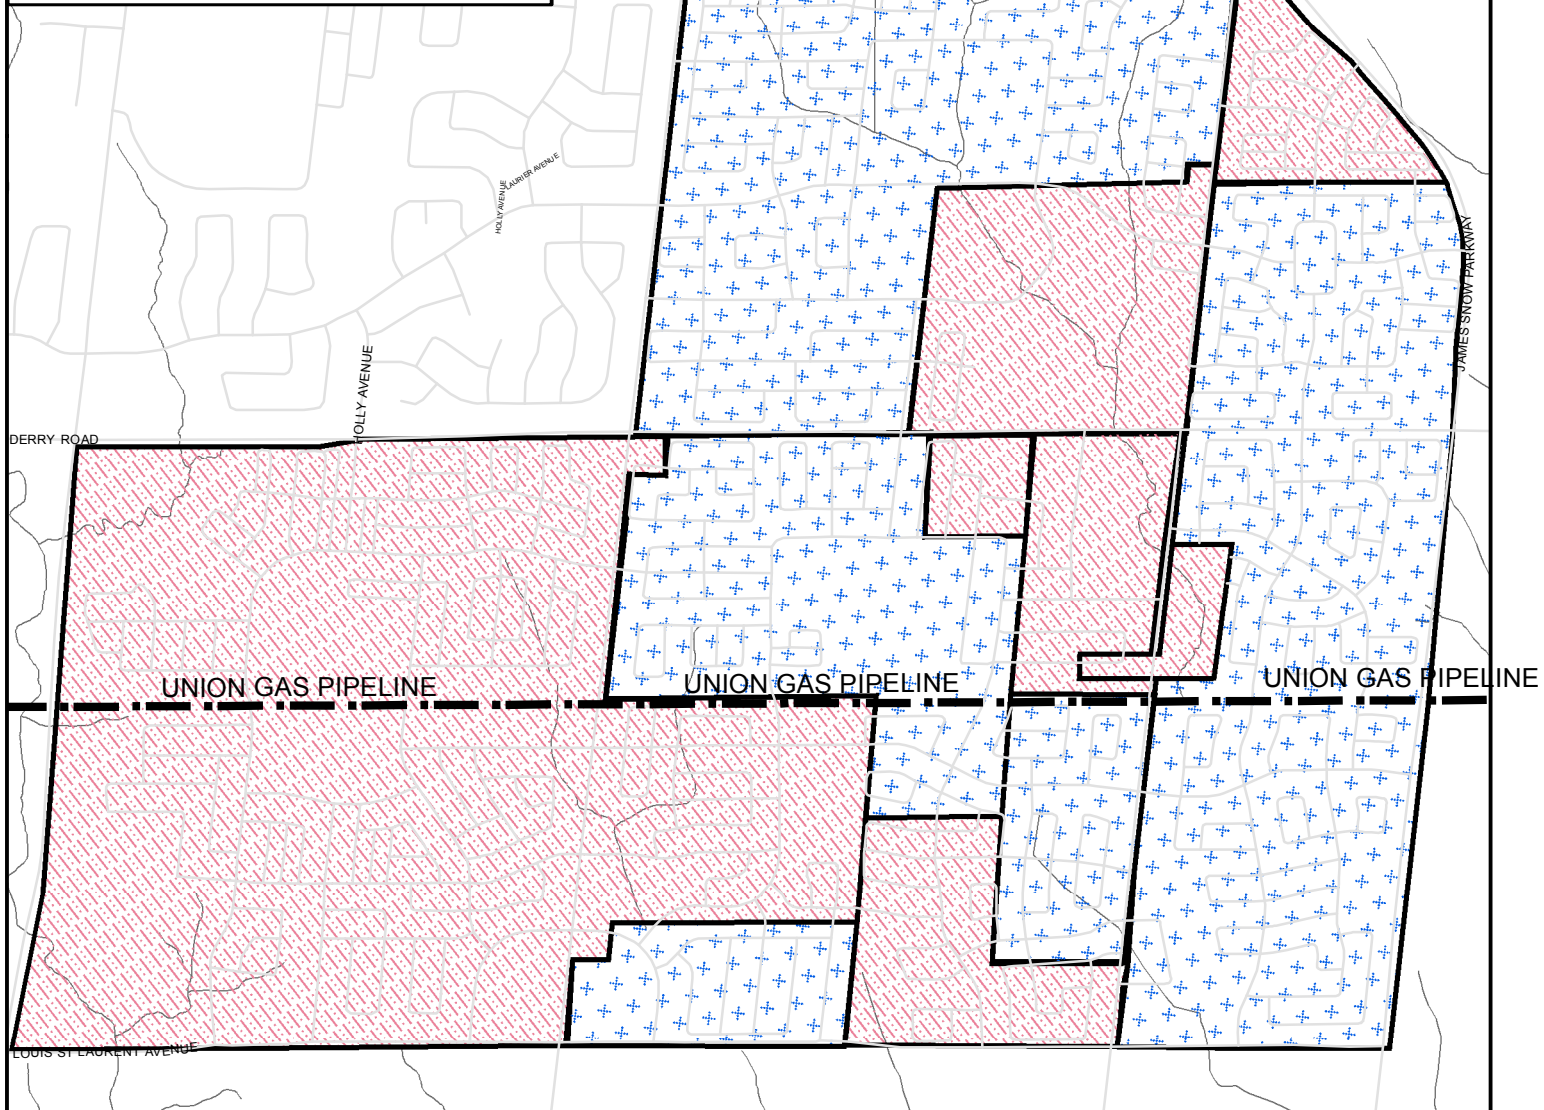 LAURIER AVENUE
HOLLY AVENUE
JAMES SNOW PARKWAY
HOLLY AVENUE
DERRY ROAD
UNION GAS PIPELINE
UNION GAS PIPELINE
UNION GAS PIPELINE
LOUIS ST LAURENT AVENUE